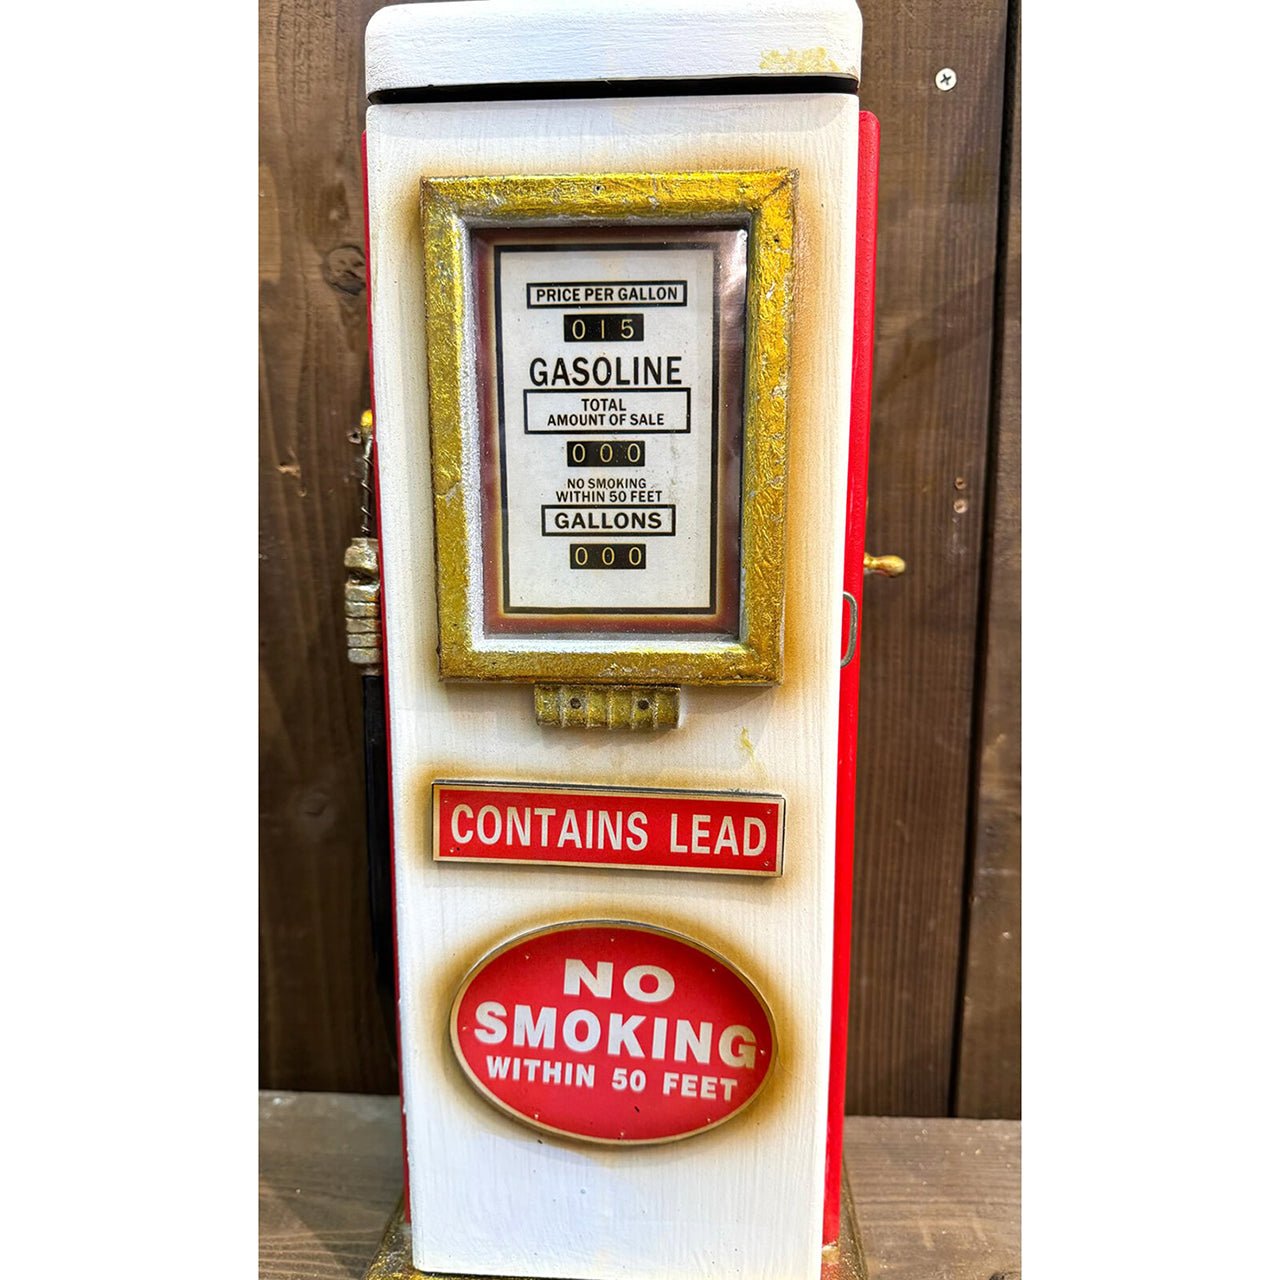 PRICE PER GALLON
015
GASOLINE
TOTAL
AMOUNT OF SALE
000
NO SMOKING
WITHIN 50 FEET
GALLONS
000
CONTAINS LEAD
NO
SMOKING
WITHIN 50 FEET